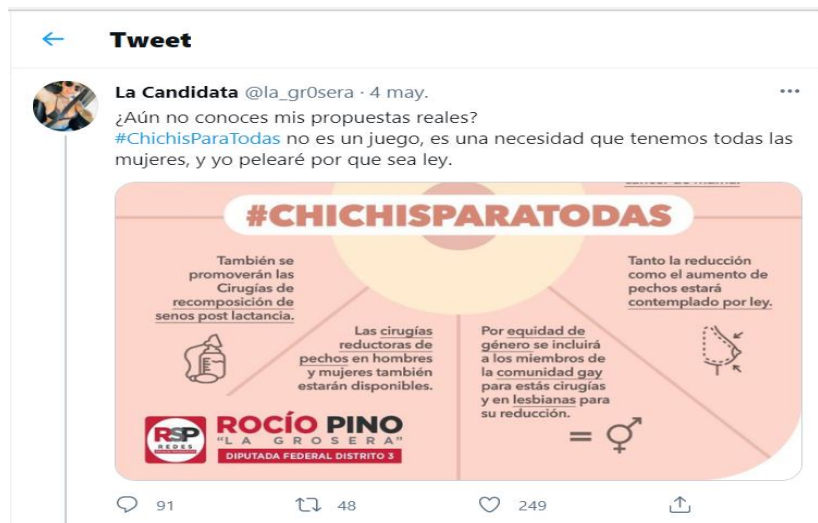 Tweet
La Candidata @la_gr0sera · 4 may.
¿Aún no conoces mis propuestas reales?
#ChichisParaTodas no es un juego, es una necesidad que tenemos todas las
mujeres, y yo pelearé por que sea ley.
#CHICHISPARATODAS
También se
promoverán las
Cirugías de
recomposición de
senos post lactancia.
Las cirugías
reductoras de
pechos en hombres
y mujeres también
estarán disponibles.
Por equidad de
género se incluirá
a los miembros de
la comunidad gay
para estás cirugías
y en lesbianas para
su reducción.
Tanto la reducción
como el aumento de
pechos estará
contemplado por ley.
RSP
REDES
ROCÍO PINO
"LA GROSERA"
DIPUTADA FEDERAL DISTRITO 3
=
91
48
249